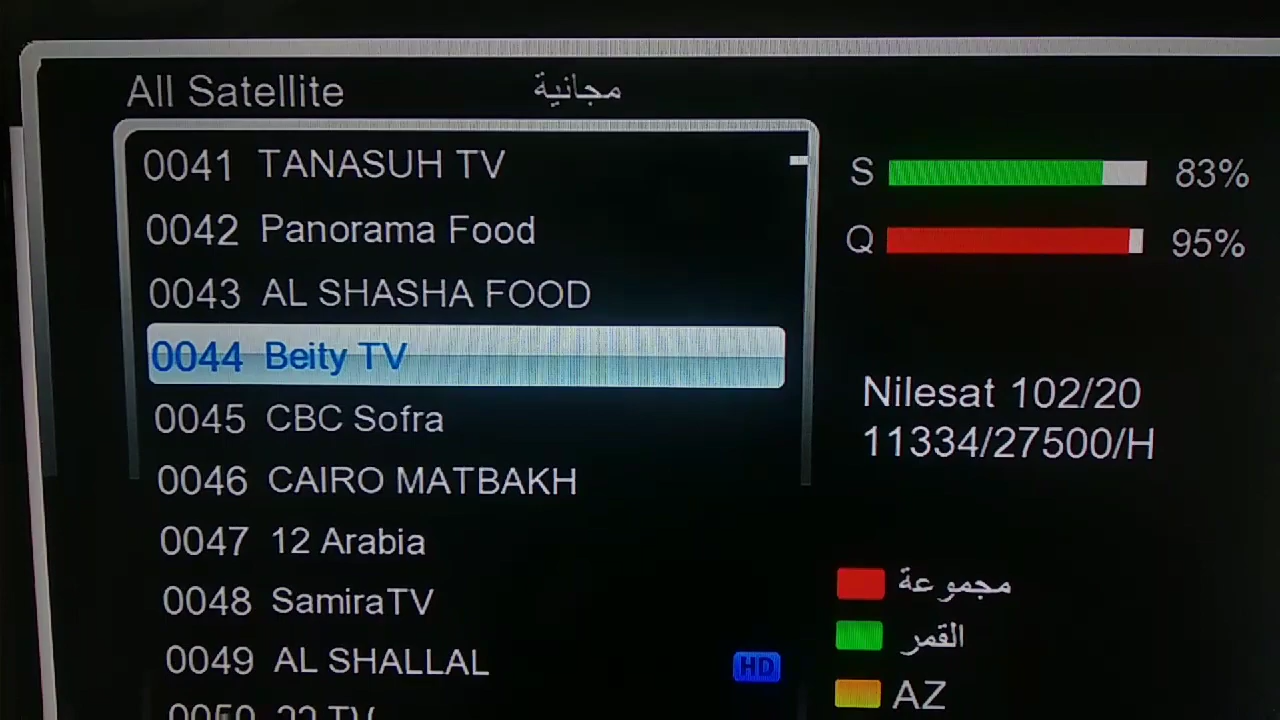 All Satellite مجانية
0041 TANASUH TV
0042 Panorama Food
0043 AL SHASHA FOOD
0044 Beity TV
0045 CBC Sofra
0046 CAIRO MATBAKH
0047 12 Arabia
0048 SamiraTV
0049 AL SHALLAL HD
S 83%
Q 95%
Nilesat 102/20
11334/27500/H
مجموعة
القمر
AZ